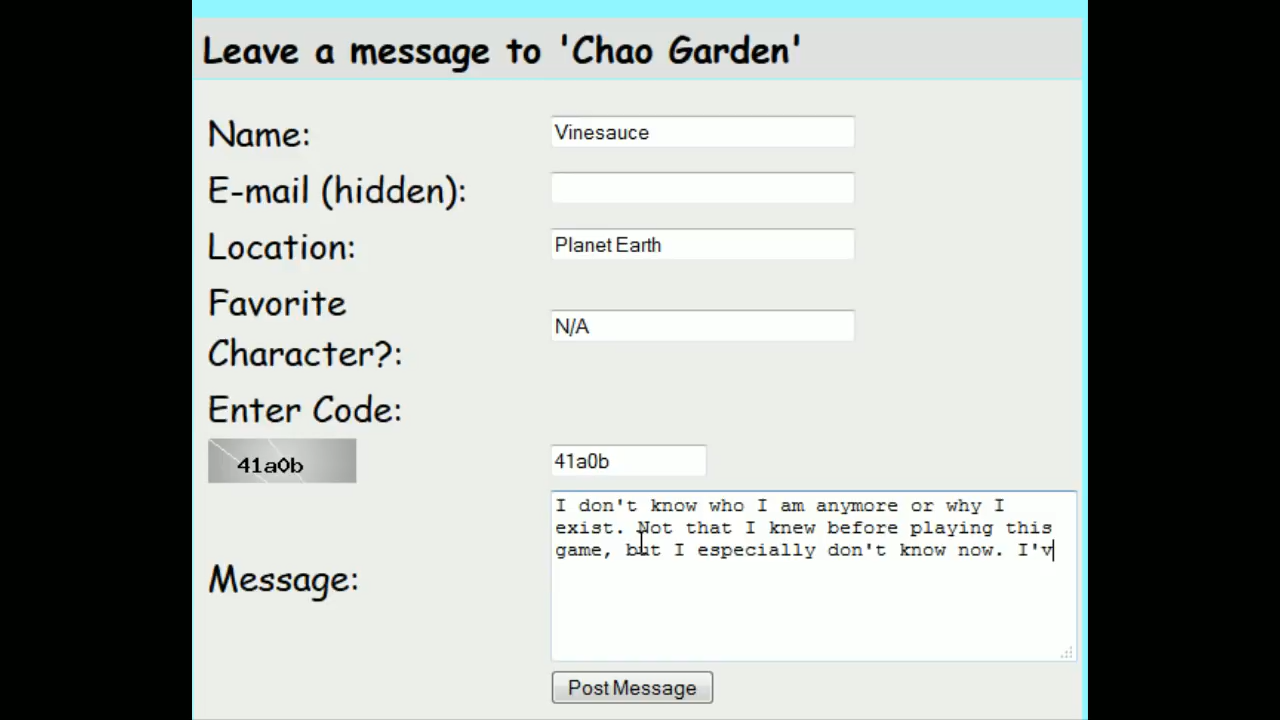 Leave a message to 'Chao Garden'
Name:
Vinesauce
E-mail (hidden):
Location:
Planet Earth
Favorite
Character?:
N/A
Enter Code:
41a0b
41a0b
Message:
I don't know who I am anymore or why I
exist. Not that I knew before playing this
game, but I especially don't know now. I'v
Post Message